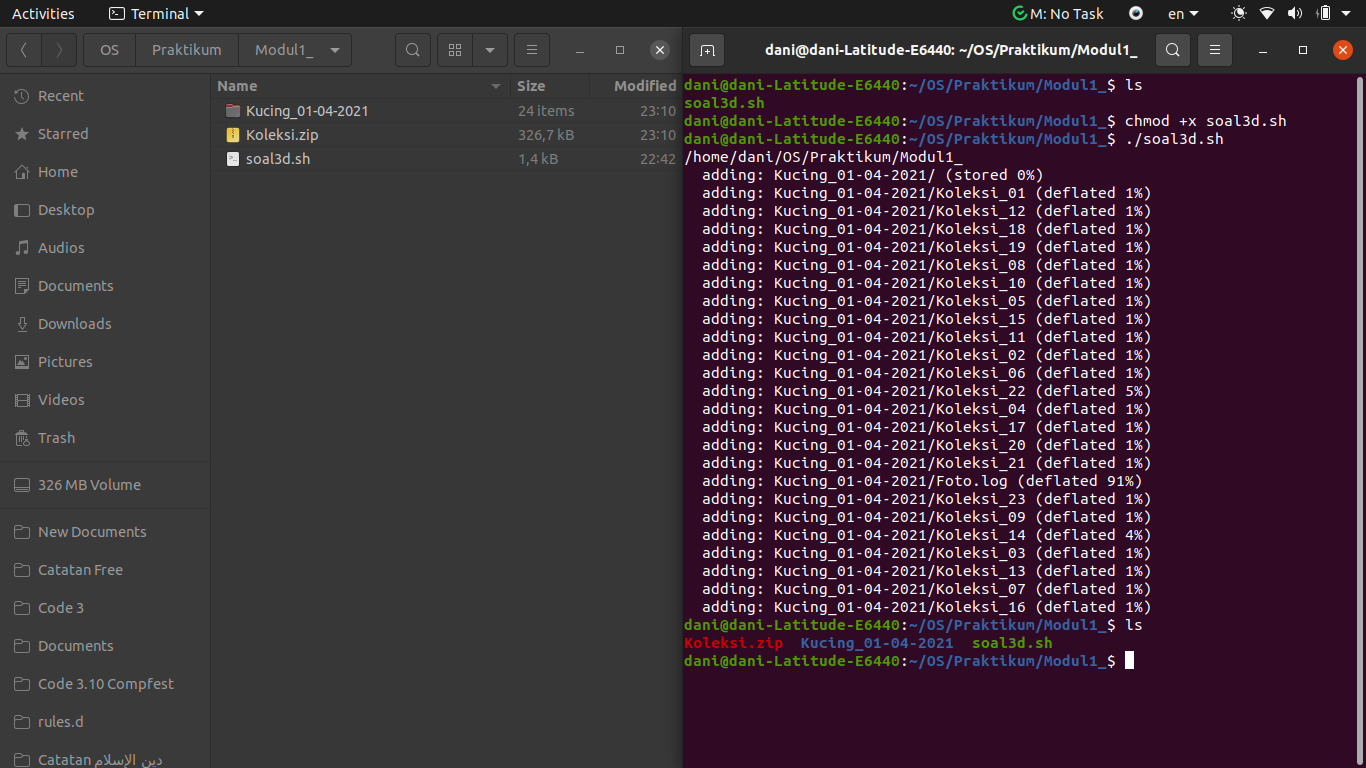 Activities Terminal M: No Task en
OS Praktikum Modul1_
dani@dani-Latitude-E6440: ~/OS/Praktikum/Modul1_
Recent
Starred
Home
Desktop
Audios
Documents
Downloads
Pictures
Videos
Trash
326 MB Volume
New Documents
Catatan Free
Code 3
Documents
Code 3.10 Compfest
rules.d
Catatan دين الإسلام
Name Size Modified
Kucing_01-04-2021 24 items 23:10
Koleksi.zip 326,7 kB 23:10
soal3d.sh 1,4 kB 22:42
dani@dani-Latitude-E6440:~/OS/Praktikum/Modul1_$ ls
soal3d.sh
dani@dani-Latitude-E6440:~/OS/Praktikum/Modul1_$ chmod +x soal3d.sh
dani@dani-Latitude-E6440:~/OS/Praktikum/Modul1_$ ./soal3d.sh
/home/dani/OS/Praktikum/Modul1_
adding: Kucing_01-04-2021/ (stored 0%)
adding: Kucing_01-04-2021/Koleksi_01 (deflated 1%)
adding: Kucing_01-04-2021/Koleksi_12 (deflated 1%)
adding: Kucing_01-04-2021/Koleksi_18 (deflated 1%)
adding: Kucing_01-04-2021/Koleksi_19 (deflated 1%)
adding: Kucing_01-04-2021/Koleksi_08 (deflated 1%)
adding: Kucing_01-04-2021/Koleksi_10 (deflated 1%)
adding: Kucing_01-04-2021/Koleksi_05 (deflated 1%)
adding: Kucing_01-04-2021/Koleksi_15 (deflated 1%)
adding: Kucing_01-04-2021/Koleksi_11 (deflated 1%)
adding: Kucing_01-04-2021/Koleksi_02 (deflated 1%)
adding: Kucing_01-04-2021/Koleksi_06 (deflated 1%)
adding: Kucing_01-04-2021/Koleksi_22 (deflated 5%)
adding: Kucing_01-04-2021/Koleksi_04 (deflated 1%)
adding: Kucing_01-04-2021/Koleksi_17 (deflated 1%)
adding: Kucing_01-04-2021/Koleksi_20 (deflated 1%)
adding: Kucing_01-04-2021/Koleksi_21 (deflated 1%)
adding: Kucing_01-04-2021/Foto.log (deflated 91%)
adding: Kucing_01-04-2021/Koleksi_23 (deflated 1%)
adding: Kucing_01-04-2021/Koleksi_09 (deflated 1%)
adding: Kucing_01-04-2021/Koleksi_14 (deflated 4%)
adding: Kucing_01-04-2021/Koleksi_03 (deflated 1%)
adding: Kucing_01-04-2021/Koleksi_13 (deflated 1%)
adding: Kucing_01-04-2021/Koleksi_07 (deflated 1%)
adding: Kucing_01-04-2021/Koleksi_16 (deflated 1%)
dani@dani-Latitude-E6440:~/OS/Praktikum/Modul1_$ ls
Koleksi.zip Kucing_01-04-2021 soal3d.sh
dani@dani-Latitude-E6440:~/OS/Praktikum/Modul1_$